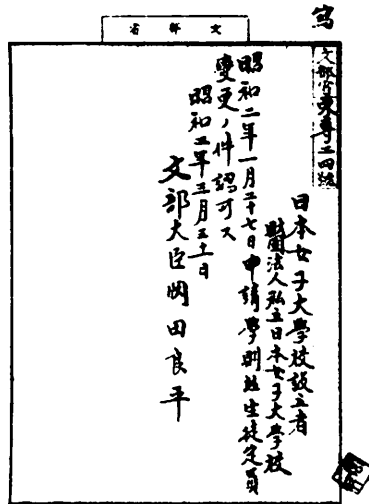 写
文部省
文部省東専二四號
日本女子大學校設立者
財團法人私立日本女子大學校
昭和二年一月二十七日申請學則竝生徒定員
變更ノ件認可ス
昭和二年三月三十一日
文部大臣 岡田良平